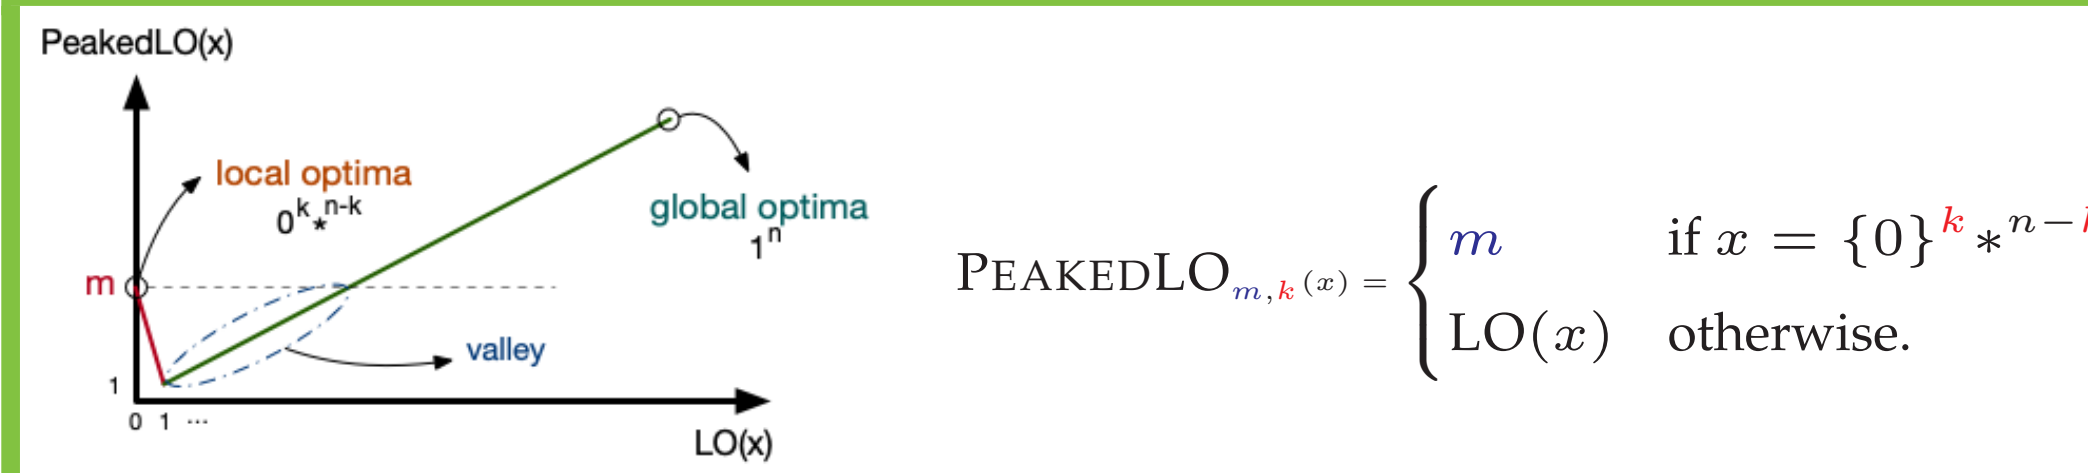 PeakedLO(x)
local optima
0^k *^{n-k}
global optima
1^n
m
valley
1
0 1 ...
LO(x)
PEAKEDLO_{m,k}(x) =
m if x = {0}^k *^{n-
LO(x) otherwise.